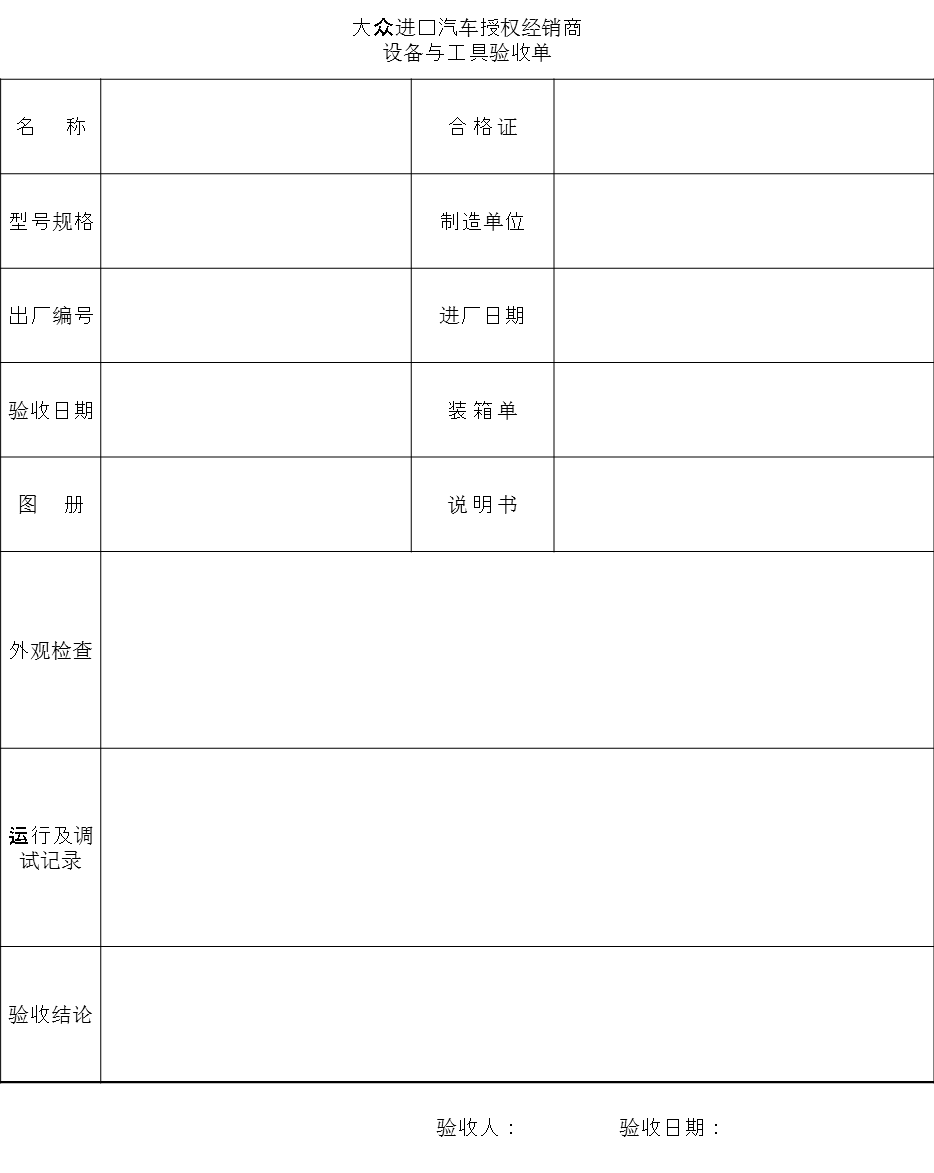 大众进口汽车授权经销商
设备与工具验收单
名 称
合格证
型号规格
制造单位
出厂编号
进厂日期
验收日期
装箱单
图 册
说明书
外观检查
运行及调
试记录
验收结论
验收人： 验收日期：